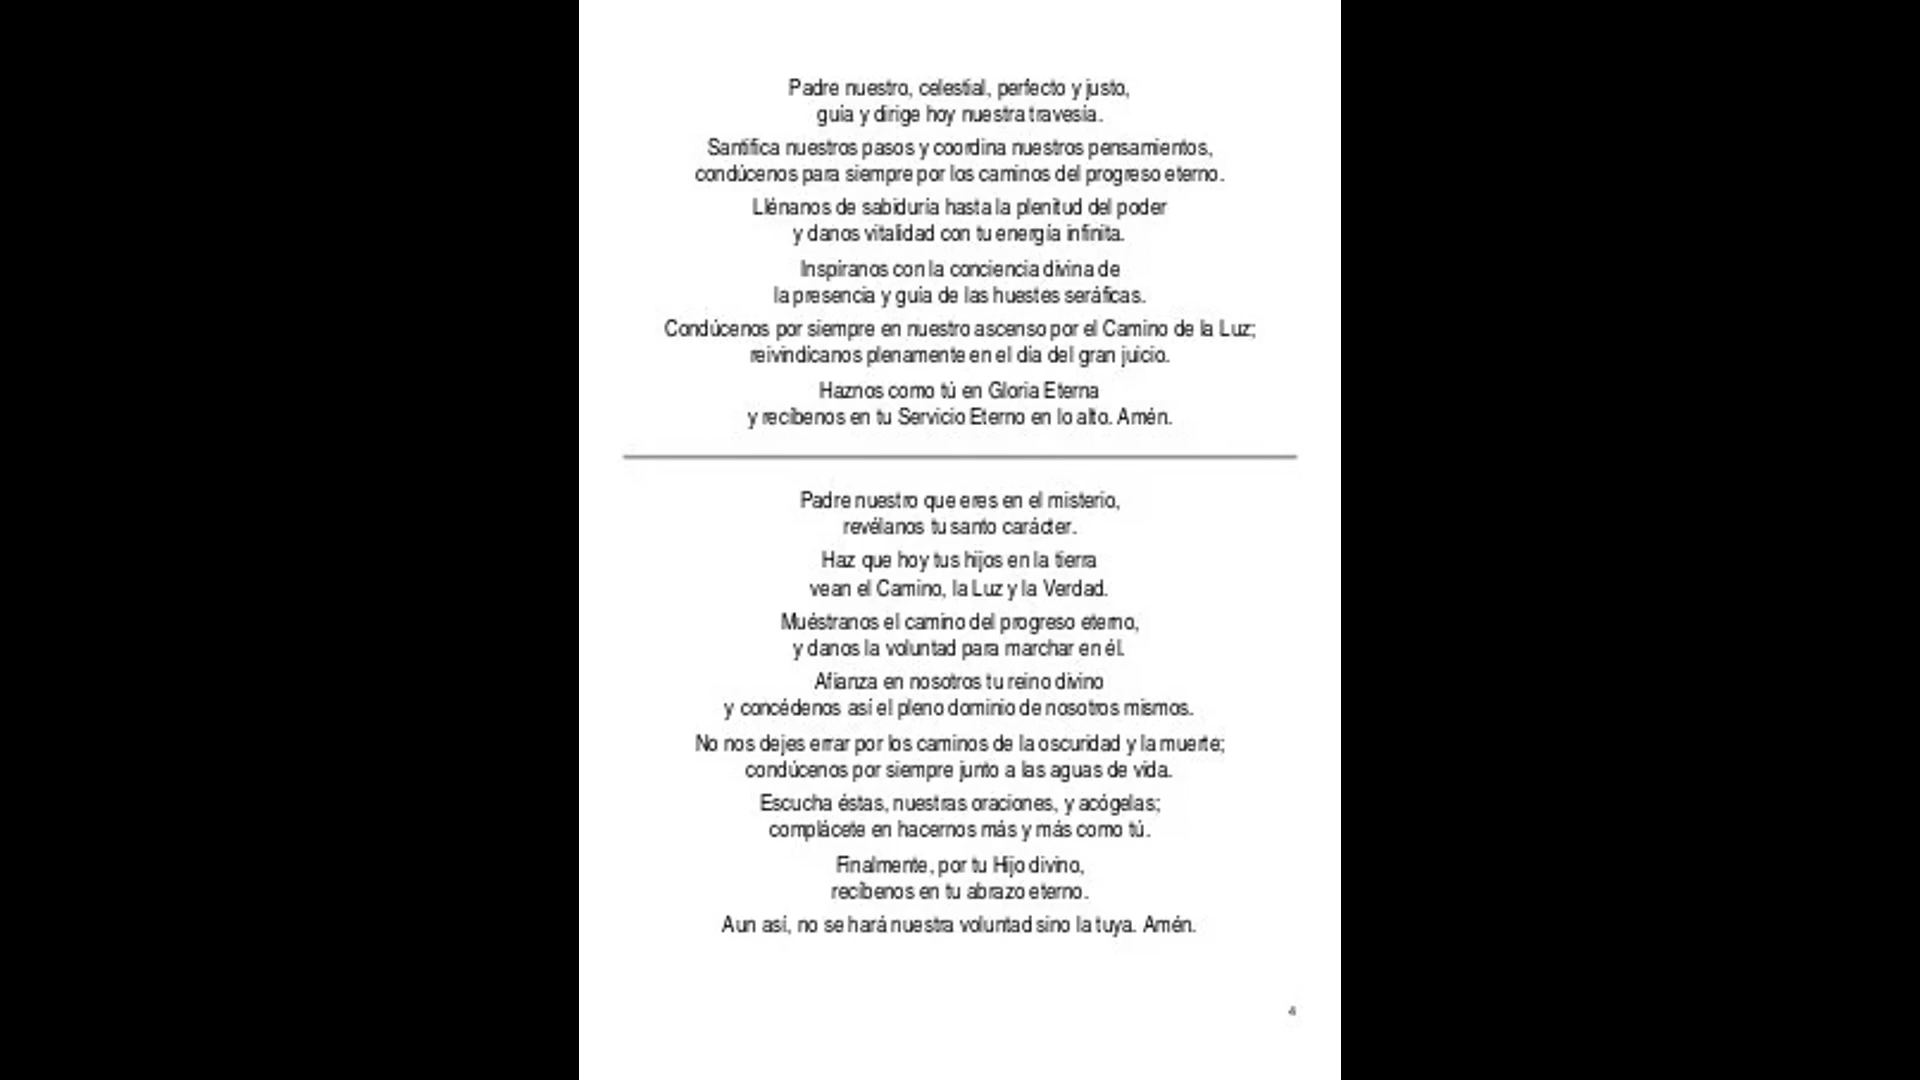 Padre nuestro, celestial, perfecto y justo,
guía y dirige hoy nuestra travesía.
Santifica nuestros pasos y coordina nuestros pensamientos,
condúcenos para siempre por los caminos del progreso eterno.
Llénanos de sabiduría hasta la plenitud del poder
y danos vitalidad con tu energía infinita.
Inspíranos con la conciencia divina de
la presencia y guía de las huestes seráficas.
Condúcenos por siempre en nuestro ascenso por el Camino de la Luz;
reivindícanos plenamente en el día del gran juicio.
Haznos como tú en Gloria Eterna
y recíbenos en tu Servicio Eterno en lo alto. Amén.
Padre nuestro que eres en el misterio,
revélanos tu santo carácter.
Haz que hoy tus hijos en la tierra
vean el Camino, la Luz y la Verdad.
Muéstranos el camino del progreso eterno,
y danos la voluntad para marchar en él.
Afianza en nosotros tu reino divino
y concédenos así el pleno dominio de nosotros mismos.
No nos dejes errar por los caminos de la oscuridad y la muerte;
condúcenos por siempre junto a las aguas de vida.
Escucha éstas, nuestras oraciones, y acógelas;
complácete en hacernos más y más como tú.
Finalmente, por tu Hijo divino,
recíbenos en tu abrazo eterno.
Aun así, no se hará nuestra voluntad sino la tuya. Amén.
4